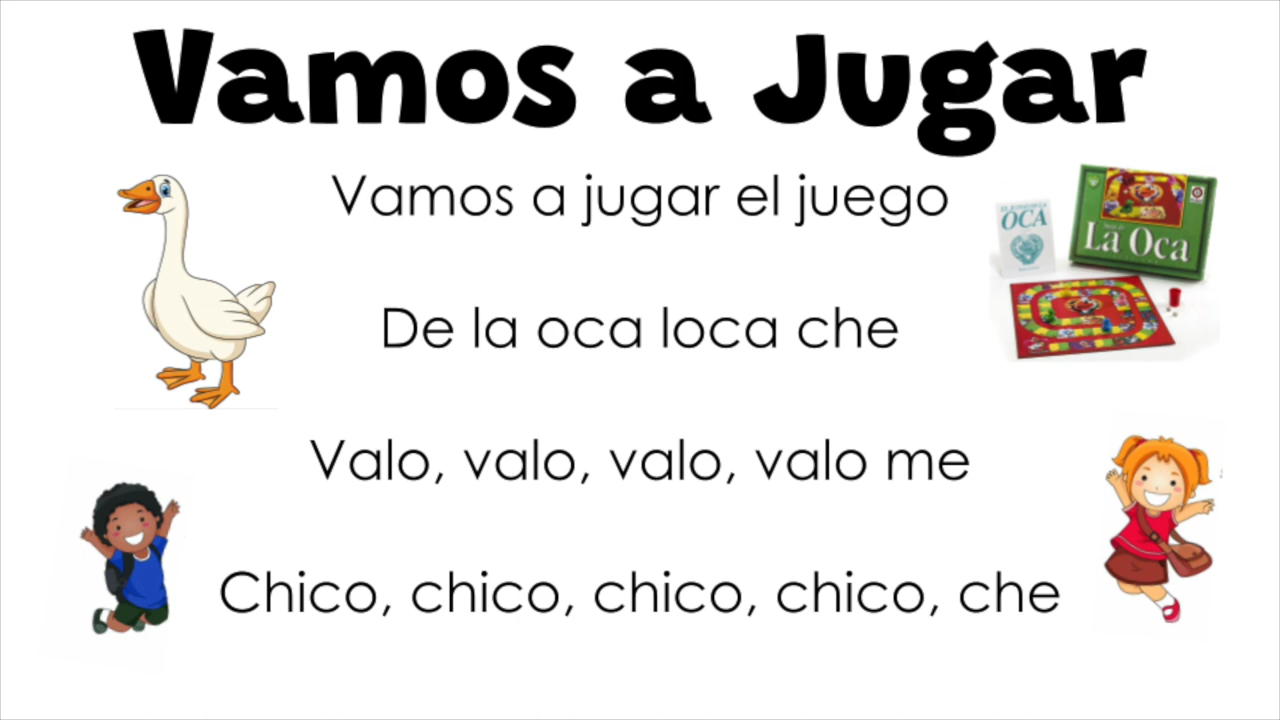 Vamos a Jugar
Vamos a jugar el juego
De la oca loca che
Valo, valo, valo, valo me
Chico, chico, chico, chico, che
OCA
La Oca